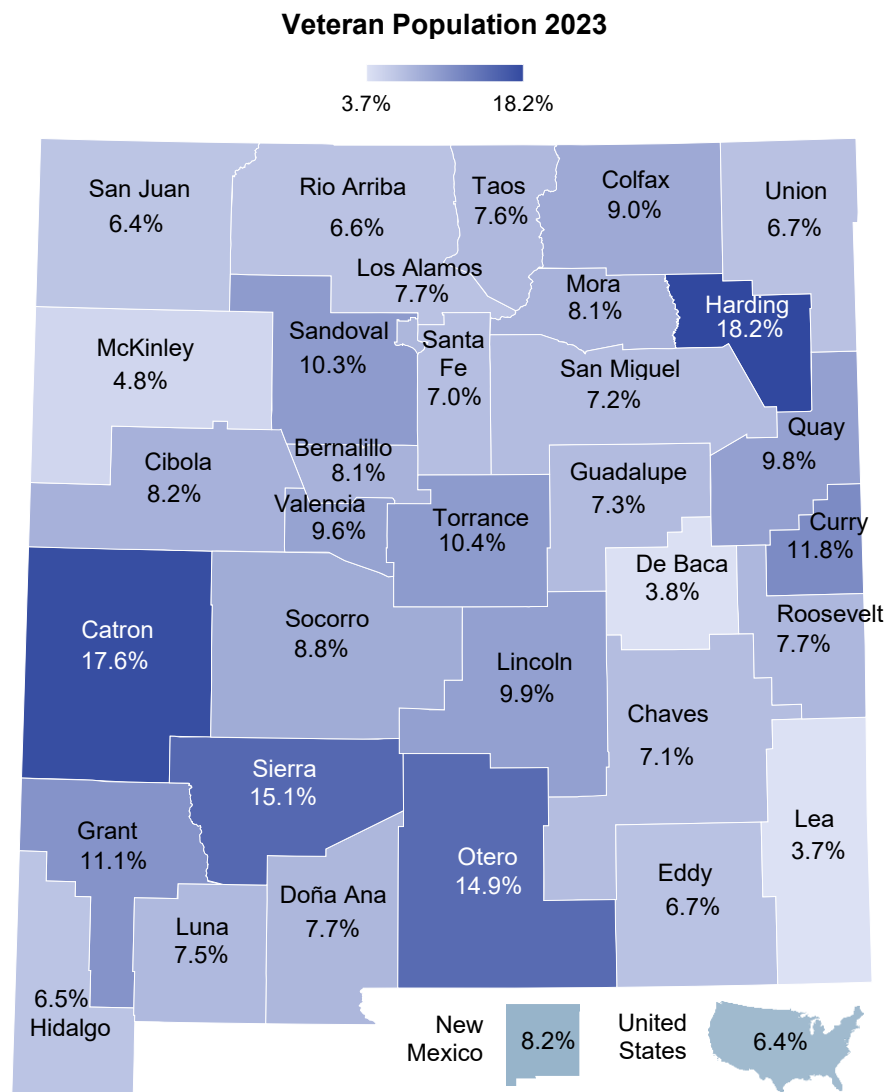 Veteran Population 2023
3.7%
18.2%
San Juan
6.4%
Rio Arriba
6.6%
Taos
7.6%
Colfax
9.0%
Union
6.7%
Los Alamos
7.7%
Mora
8.1%
Harding
18.2%
McKinley
4.8%
Sandoval
10.3%
Santa
Fe
7.0%
San Miguel
7.2%
Quay
9.8%
Cibola
8.2%
Bernalillo
8.1%
Guadalupe
7.3%
Valencia
9.6%
Torrance
10.4%
Curry
11.8%
De Baca
3.8%
Catron
17.6%
Socorro
8.8%
Roosevelt
7.7%
Lincoln
9.9%
Chaves
7.1%
Sierra
15.1%
Grant
11.1%
Otero
14.9%
Lea
3.7%
Eddy
6.7%
Doña Ana
7.7%
Luna
7.5%
6.5%
Hidalgo
New
Mexico
8.2%
United
States
6.4%